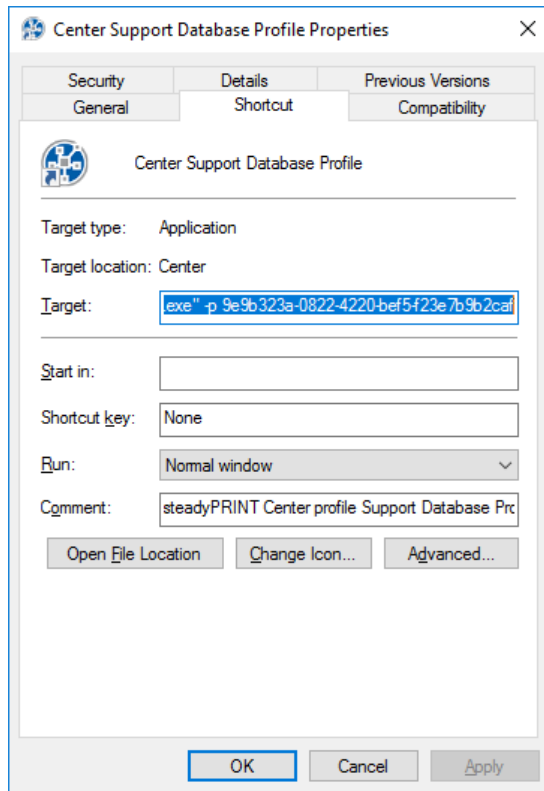 Center Support Database Profile Properties
Security Details Previous Versions
General Shortcut Compatibility
Center Support Database Profile
Target type: Application
Target location: Center
Target: .exe" -p 9e9b323a-0822-4220-bef5-f23e7b9b2caf
Start in:
Shortcut key: None
Run: Normal window
Comment: steadyPRINT Center profile Support Database Pro
Open File Location Change Icon... Advanced...
OK Cancel Apply